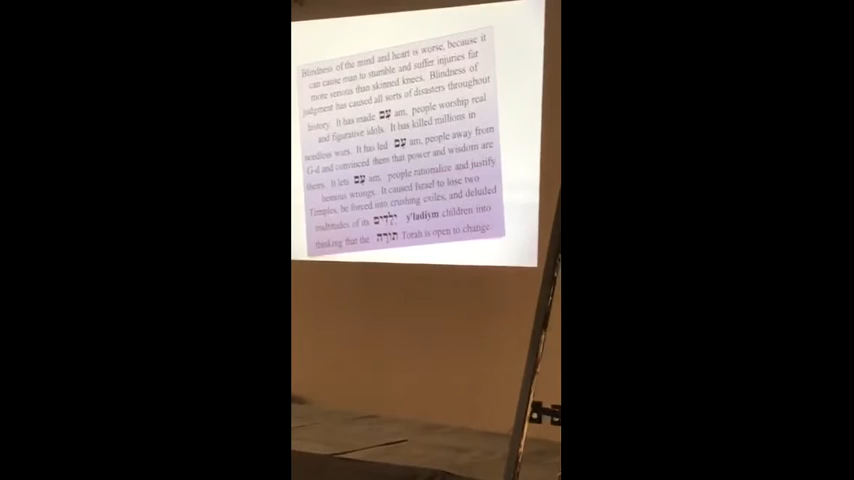 Blindness of the mind and heart is worse, because it
can cause man to stumble and suffer injuries far
more serious than skinned knees. Blindness of
judgment has caused all sorts of disasters throughout
history. It has made עַם am, people worship real
and figurative idols. It has killed millions in
needless wars. It has led עַם am, people away from
G-d and convinced them that power and wisdom are
theirs. It lets עַם am, people rationalize and justify
heinous wrongs. It caused Israel to lose two
Temples, be forced into crushing exiles, and deluded
multitudes of its יְלָדִים y'ladiym children into
thinking that the תּוֹרָה Torah is open to change.